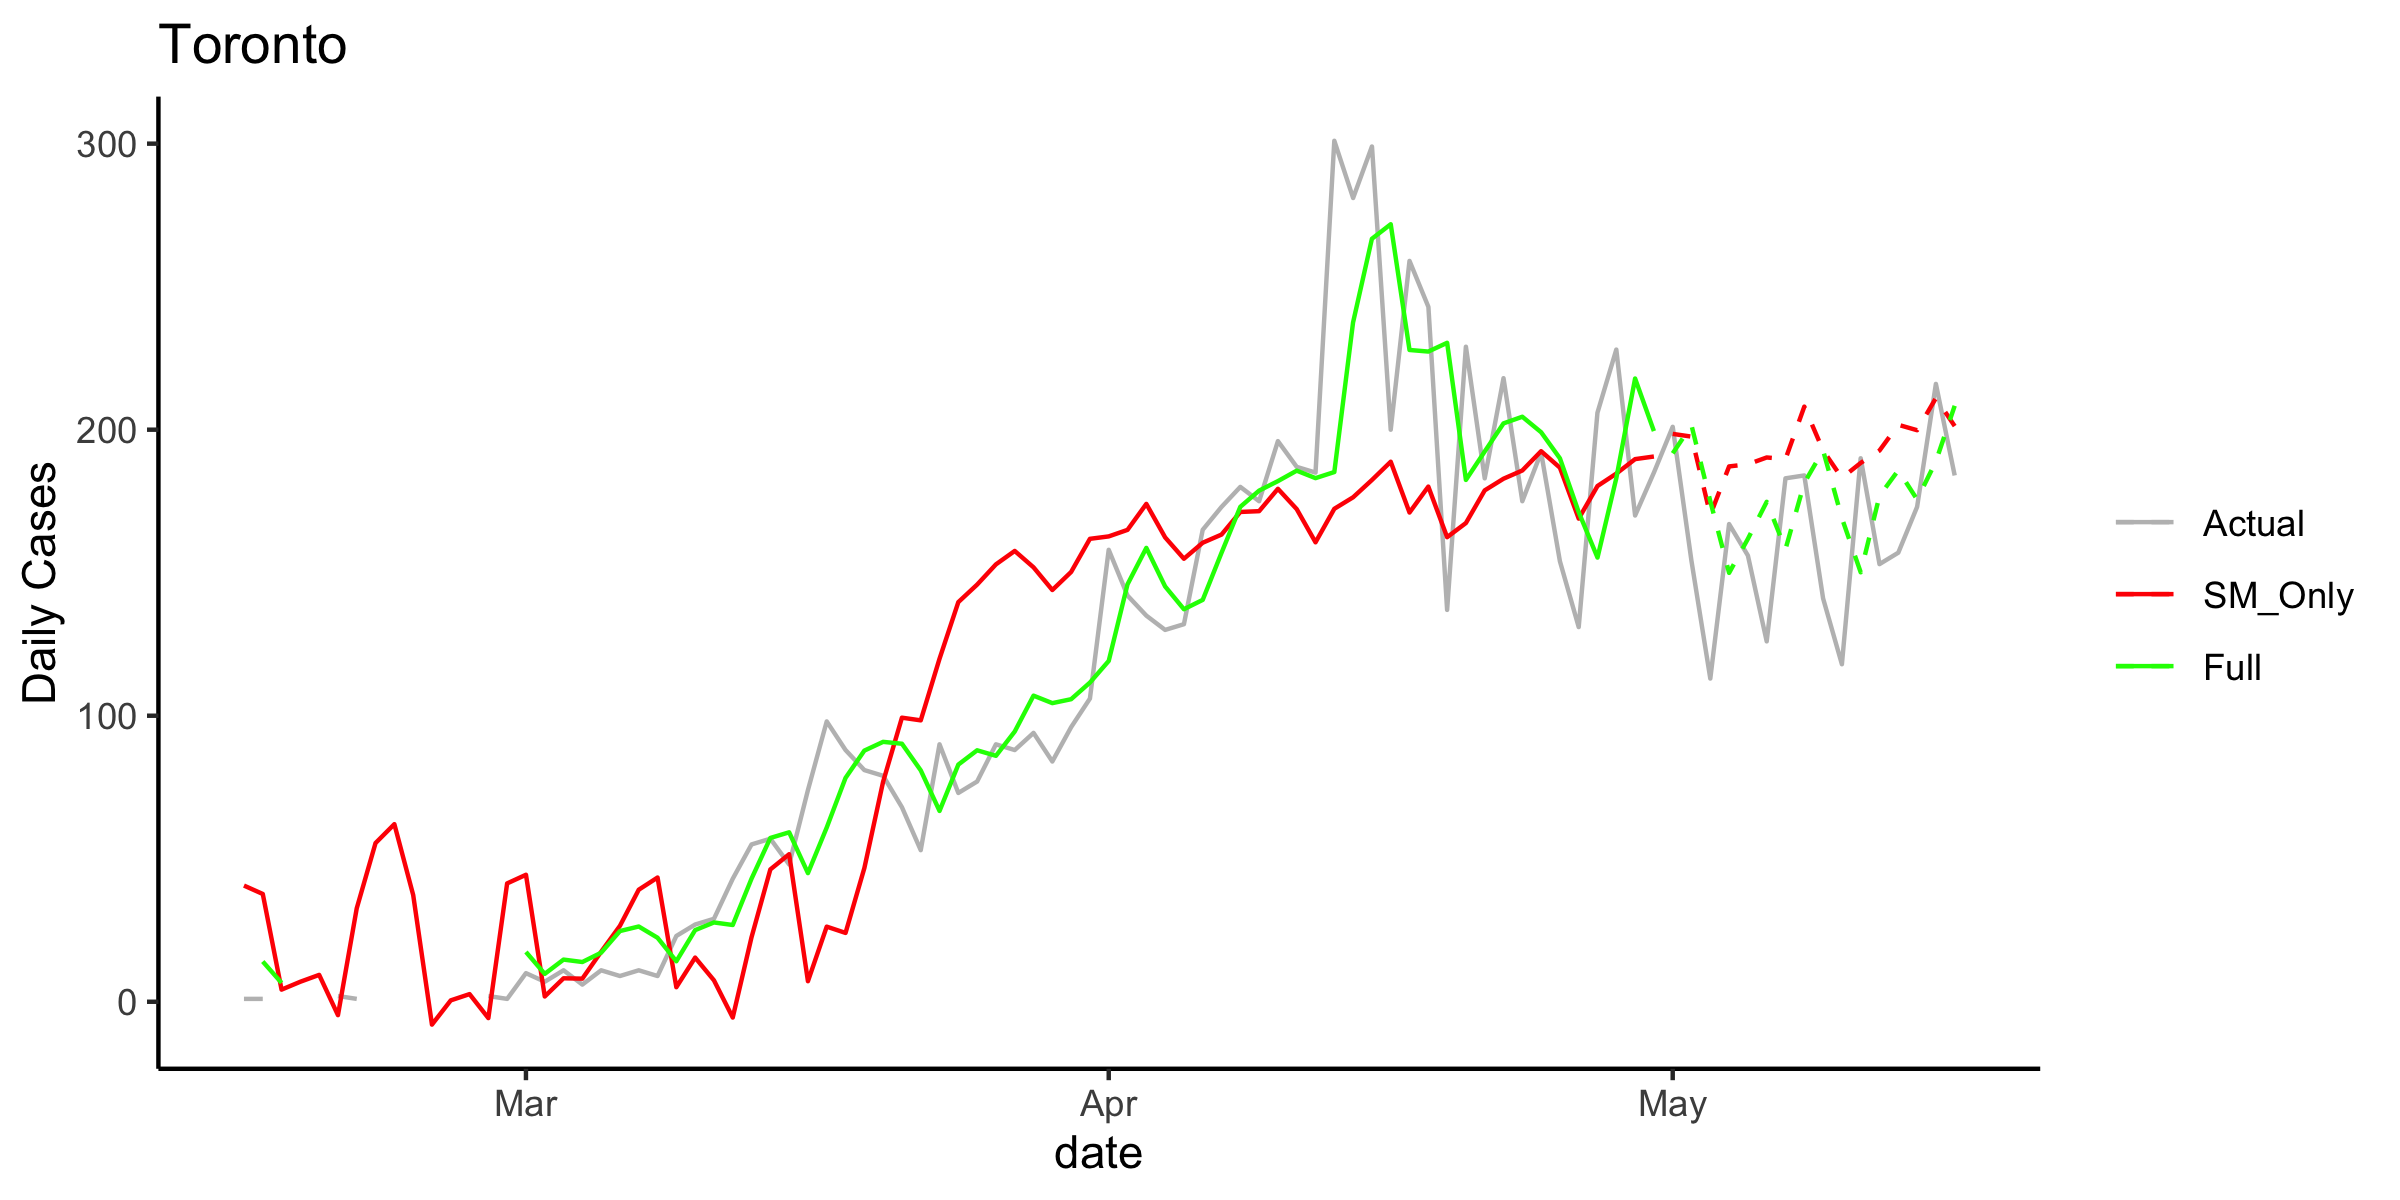 Toronto
Daily Cases
300
200
100
0
Mar Apr May
date
Actual
SM_Only
Full